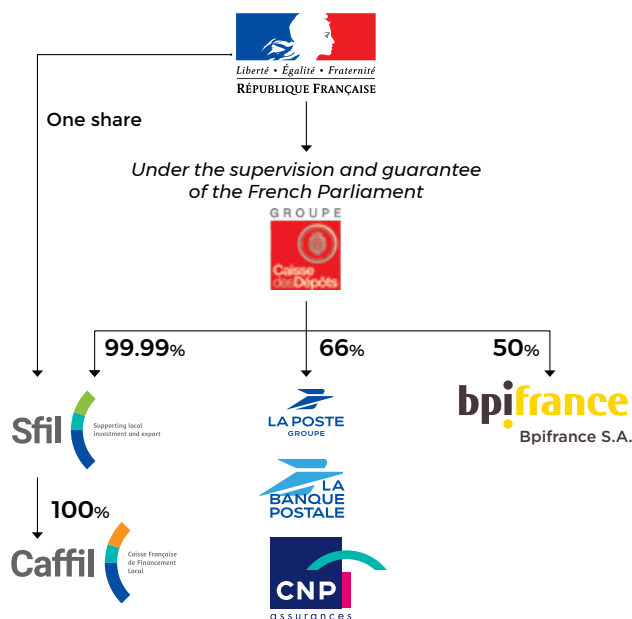 Liberté • Égalité • Fraternité
RÉPUBLIQUE FRANÇAISE
One share
Under the supervision and guarantee
of the French Parliament
GROUPE
Caisse
desDépôts
99.99%
66%
50%
Sfil
Supporting local
investment and export
LA POSTE
GROUPE
bpifrance
Bpifrance S.A.
LA
BANQUE
POSTALE
100%
Caffil
Caisse Française
de Financement
Local
CNP
assurances